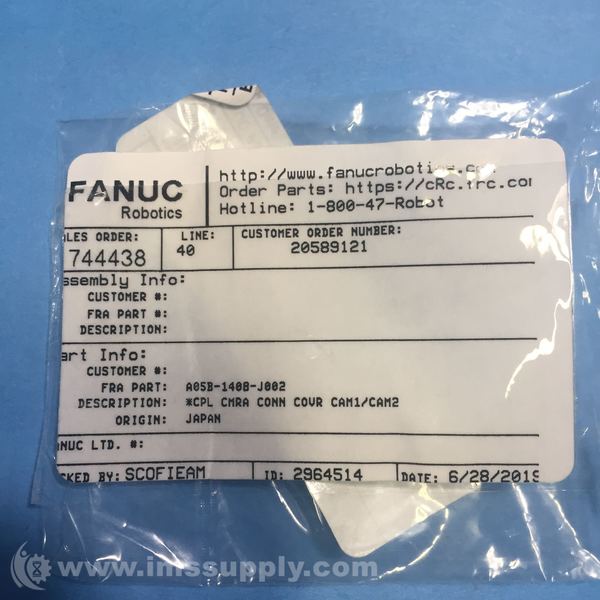 FANUC
Robotics
http://www.fanucrobotics.com
Order Parts: https://cRc.frc.com
Hotline: 1-800-47-Robot
ALES ORDER:
744438
LINE:
40
CUSTOMER ORDER NUMBER:
20589121
ssembly Info:
CUSTOMER #:
FRA PART #:
DESCRIPTION:
art Info:
CUSTOMER #:
FRA PART: A05B-1408-J002
DESCRIPTION: *CPL CMRA CONN COVR CAM1/CAM2
ORIGIN: JAPAN
ANUC LTD. #:
CKED BY: SCOFIEAM
ID: 2964514
DATE: 6/28/2019
www.imssupply.com